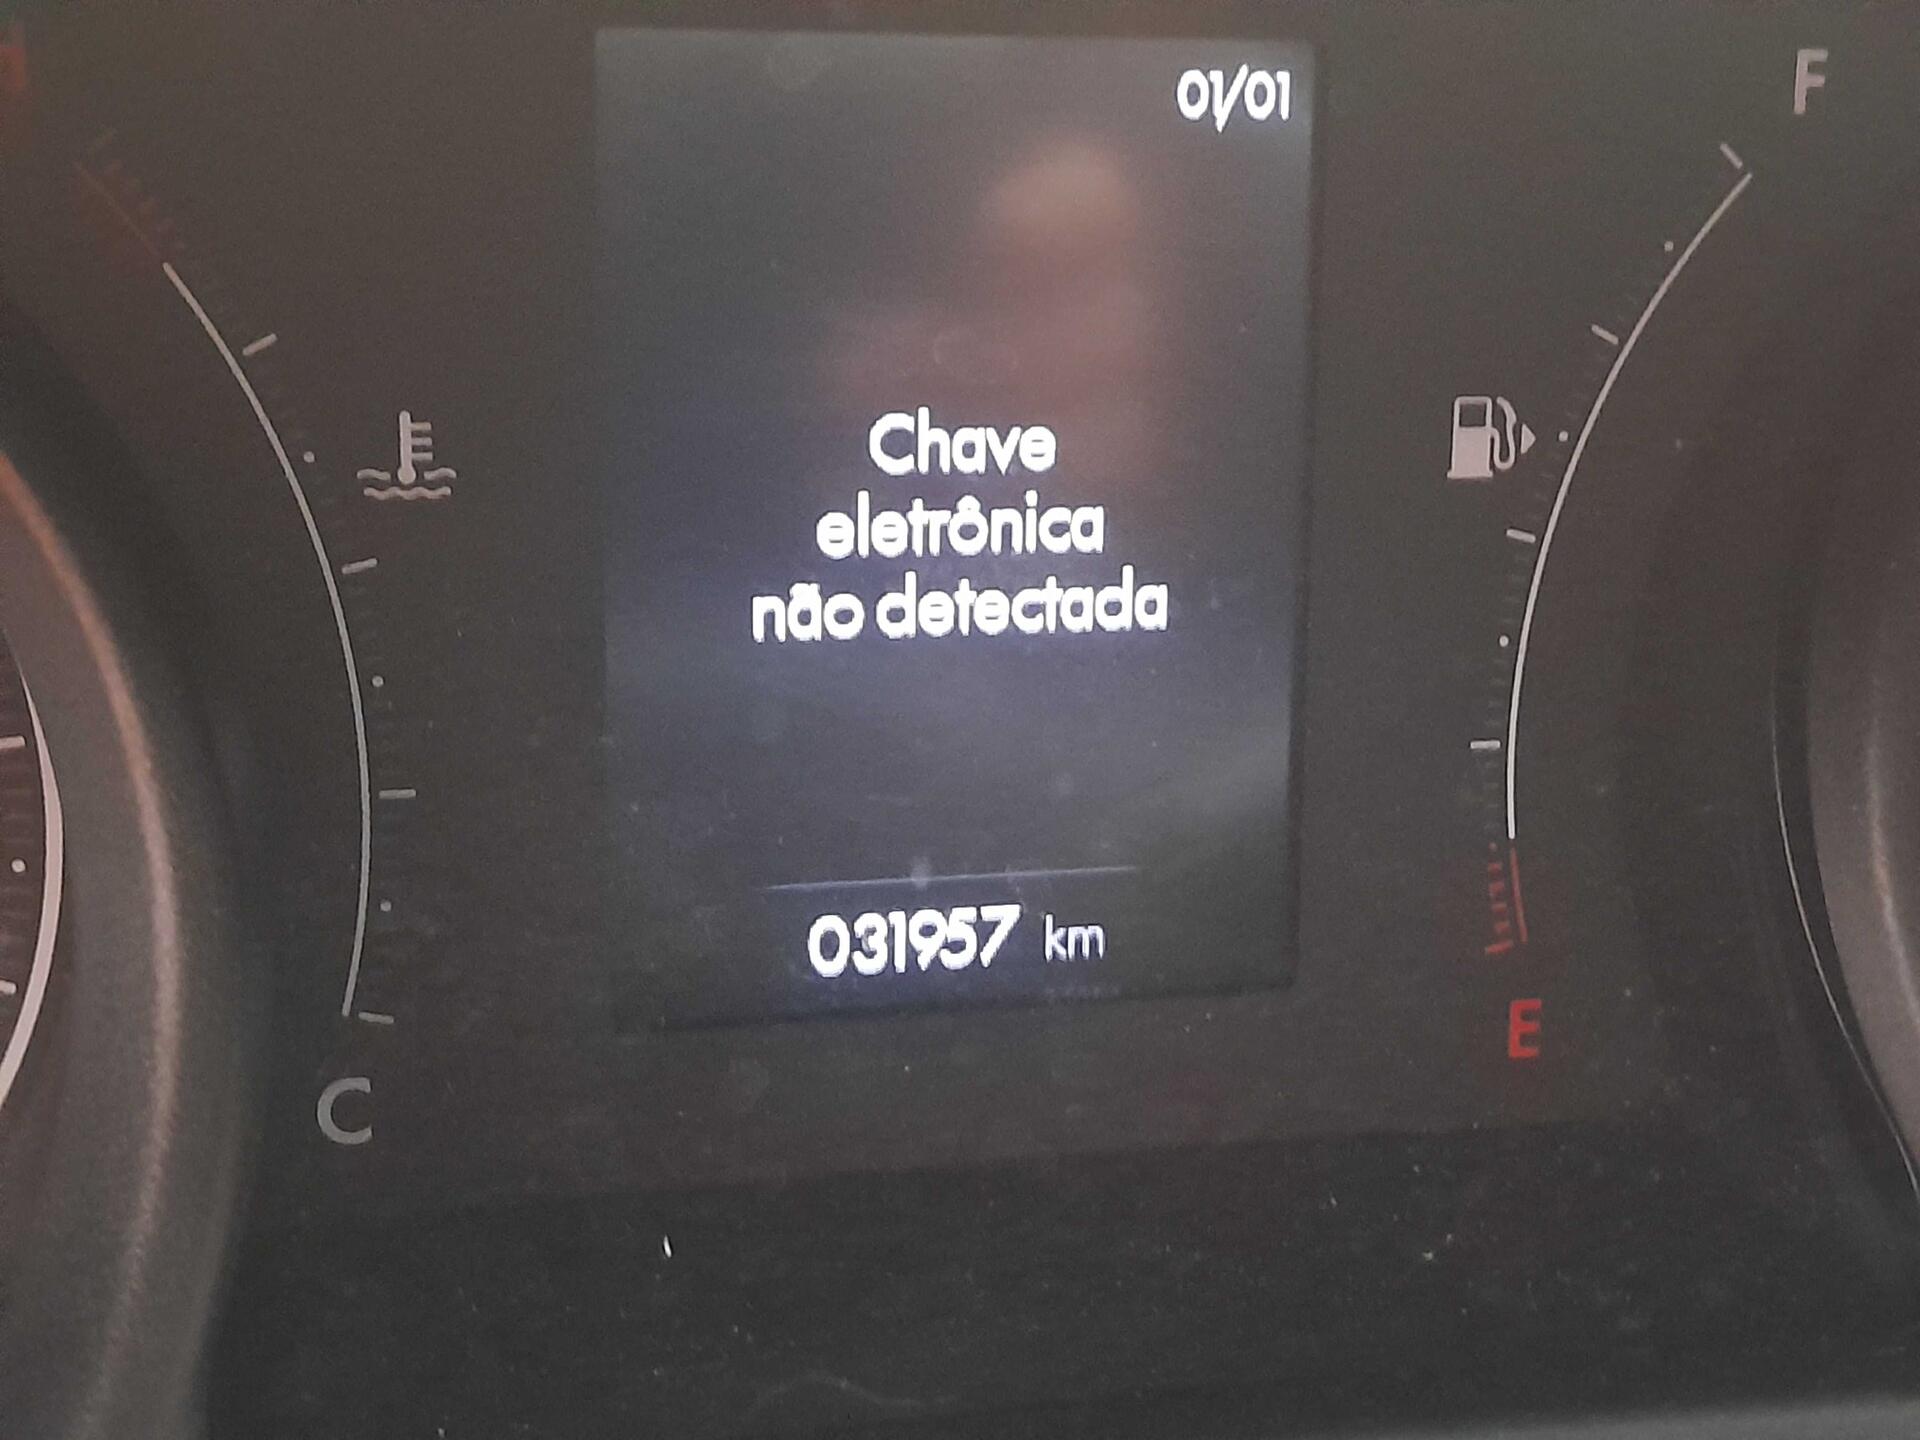 01/01
F
Chave
eletrônica
não detectada
031957 km
E
C